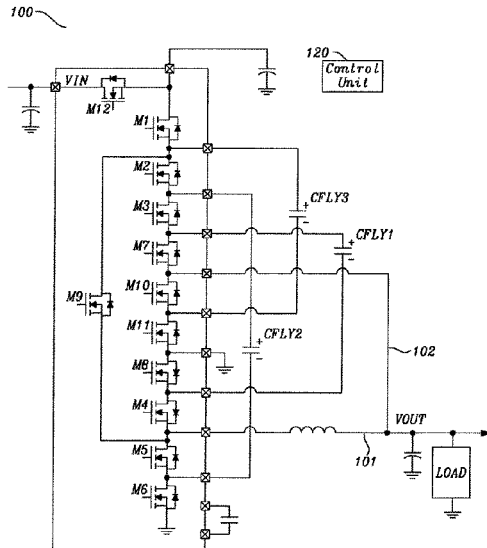 100
120
Control
Unit
VIN
M12
M1
M2
M3
CFLY3
+
-
M7
CFLY1
+
-
M10
M9
M11
CFLY2
+
-
102
M8
M4
VOUT
101
M5
LOAD
M6